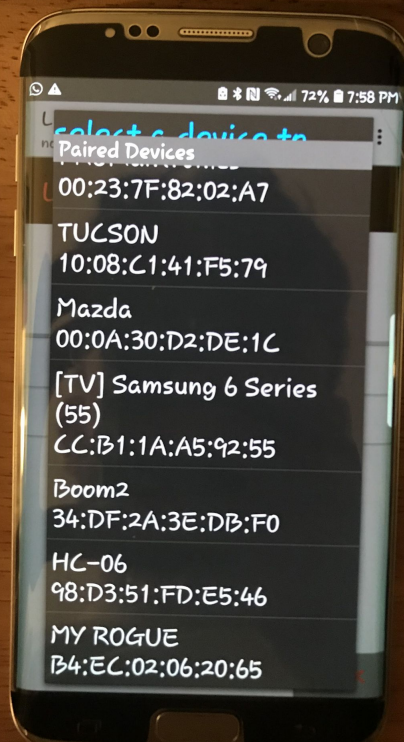 72% 7:58 PM
select a device to
Paired Devices
00:23:7F:82:02:A7
TUCSON
10:08:C1:41:F5:79
Mazda
00:0A:30:D2:DE:1C
[TV] Samsung 6 Series
(55)
CC:B1:1A:A5:92:55
Boom2
34:DF:2A:3E:DB:F0
HC-06
98:D3:51:FD:E5:46
MY ROGUE
B4:EC:02:06:20:65